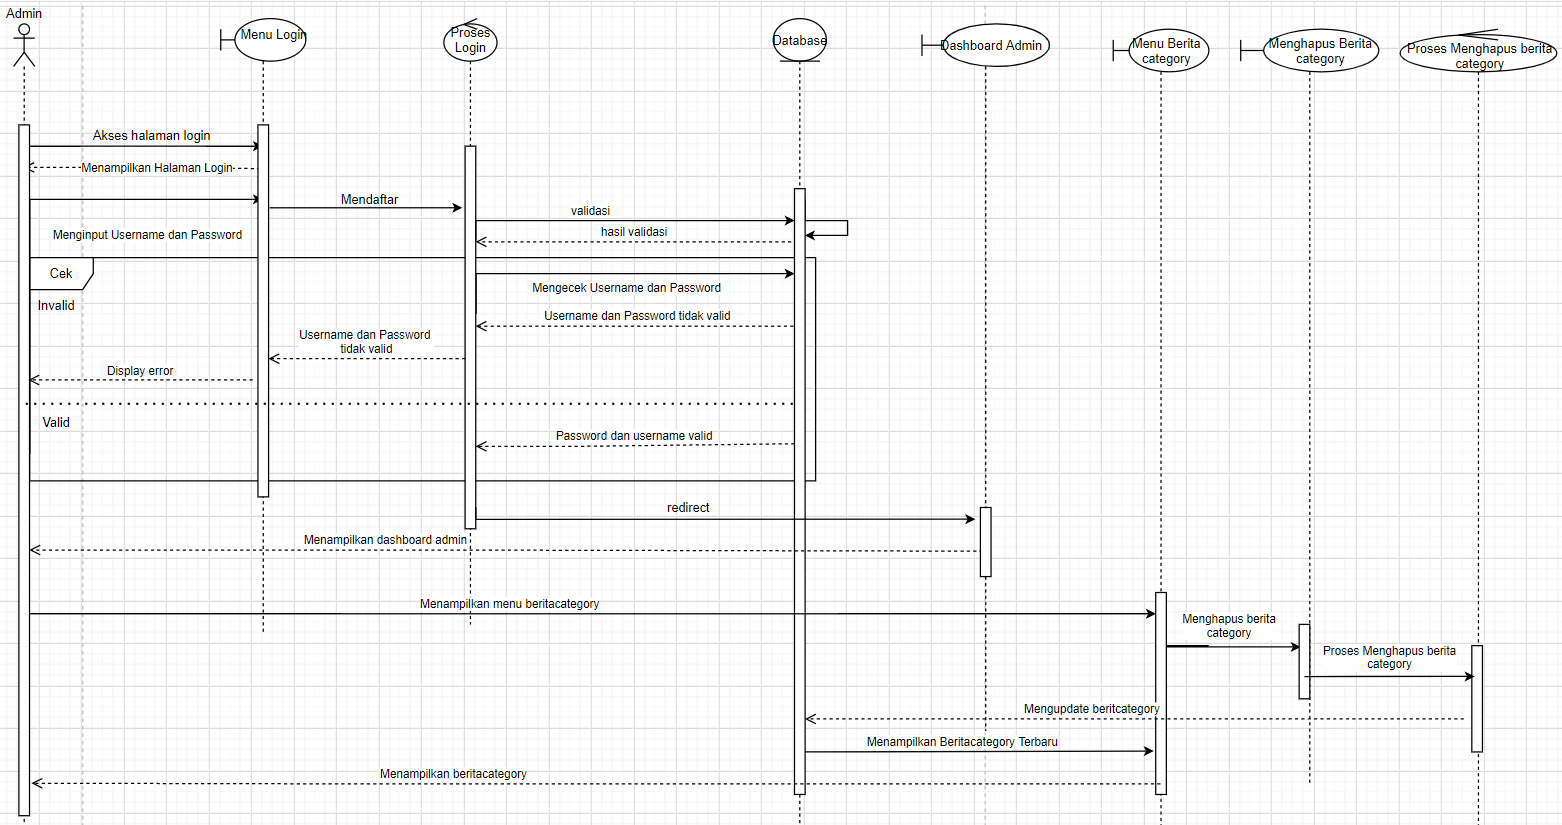 Admin
Menu Login
Proses
Login
Database
Dashboard Admin
Menu Berita
category
Menghapus Berita
category
Proses Menghapus berita
category
Akses halaman login
Menampilkan Halaman Login
Mendaftar
validasi
hasil validasi
Menginput Username dan Password
Cek
Mengecek Username dan Password
Invalid
Username dan Password tidak valid
Username dan Password
tidak valid
Display error
Valid
Password dan username valid
redirect
Menampilkan dashboard admin
Menampilkan menu beritacategory
Menghapus berita
category
Proses Menghapus berita
category
Mengupdate beritcategory
Menampilkan Beritacategory Terbaru
Menampilkan beritacategory